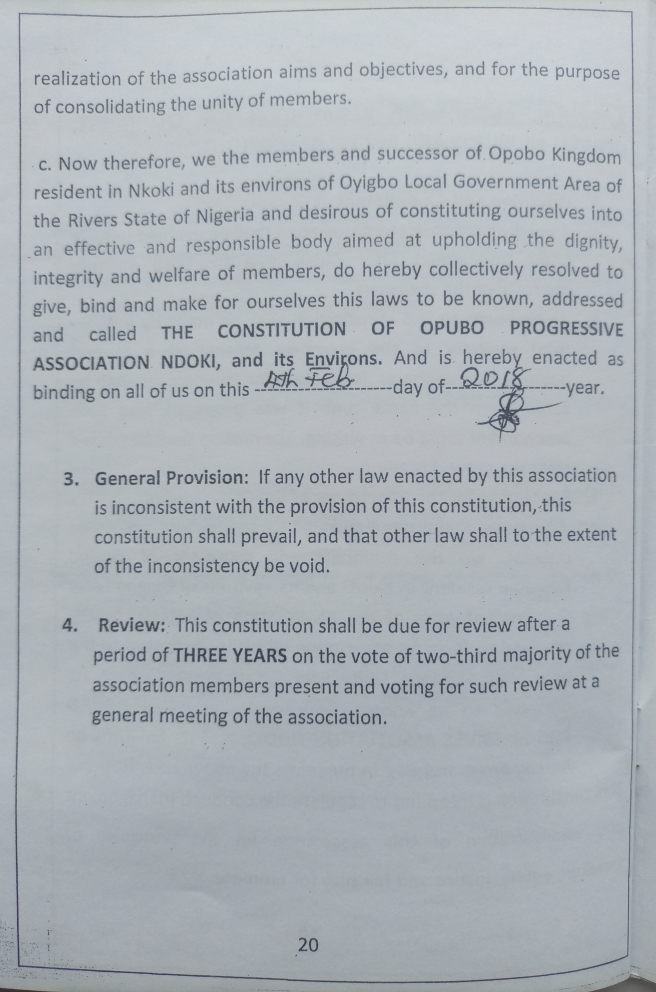 realization of the association aims and objectives, and for the purpose
of consolidating the unity of members.
c. Now therefore, we the members and successor of Opobo Kingdom
resident in Nkoki and its environs of Oyigbo Local Government Area of
the Rivers State of Nigeria and desirous of constituting ourselves into
an effective and responsible body aimed at upholding the dignity,
integrity and welfare of members, do hereby collectively resolved to
give, bind and make for ourselves this laws to be known, addressed
and called THE CONSTITUTION OF OPUBO PROGRESSIVE
ASSOCIATION NDOKI, and its Environs. And is hereby enacted as
binding on all of us on this Feb day of 2018 year.
3. General Provision: If any other law enacted by this association
is inconsistent with the provision of this constitution, this
constitution shall prevail, and that other law shall to the extent
of the inconsistency be void.
4. Review: This constitution shall be due for review after a
period of THREE YEARS on the vote of two-third majority of the
association members present and voting for such review at a
general meeting of the association.
20